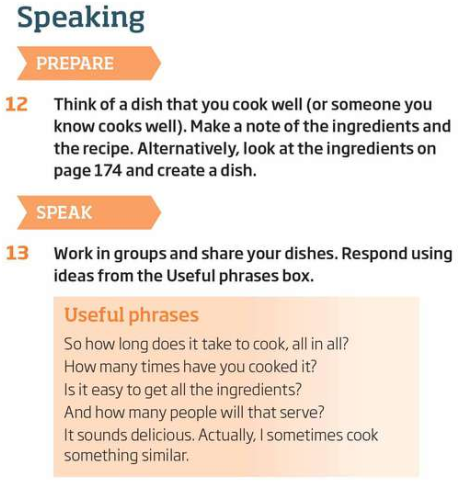 Speaking
PREPARE
12 Think of a dish that you cook well (or someone you
know cooks well). Make a note of the ingredients and
the recipe. Alternatively, look at the ingredients on
page 174 and create a dish.
SPEAK
13 Work in groups and share your dishes. Respond using
ideas from the Useful phrases box.
Useful phrases
So how long does it take to cook, all in all?
How many times have you cooked it?
Is it easy to get all the ingredients?
And how many people will that serve?
It sounds delicious. Actually, I sometimes cook
something similar.